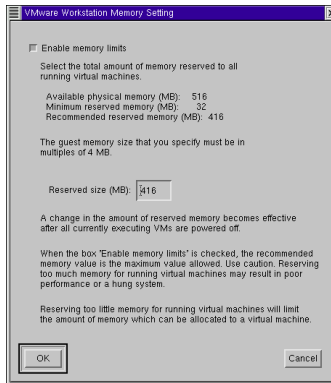 VMware Workstation Memory Setting
Enable memory limits
Select the total amount of memory reserved to all
running virtual machines.
Available physical memory (MB): 516
Minimum reserved memory (MB): 32
Recommended reserved memory (MB): 416
The guest memory size that you specify must be in
multiples of 4 MB.
Reserved size (MB): 416
A change in the amount of reserved memory becomes effective
after all currently executing VMs are powered off.
When the box "Enable memory limits" is checked, the recommended
memory value is the maximum value allowed. Use caution. Reserving
too much memory for running virtual machines may result in poor
performance or a hung system.
Reserving too little memory for running virtual machines will limit
the amount of memory which can be allocated to a virtual machine.
OK Cancel